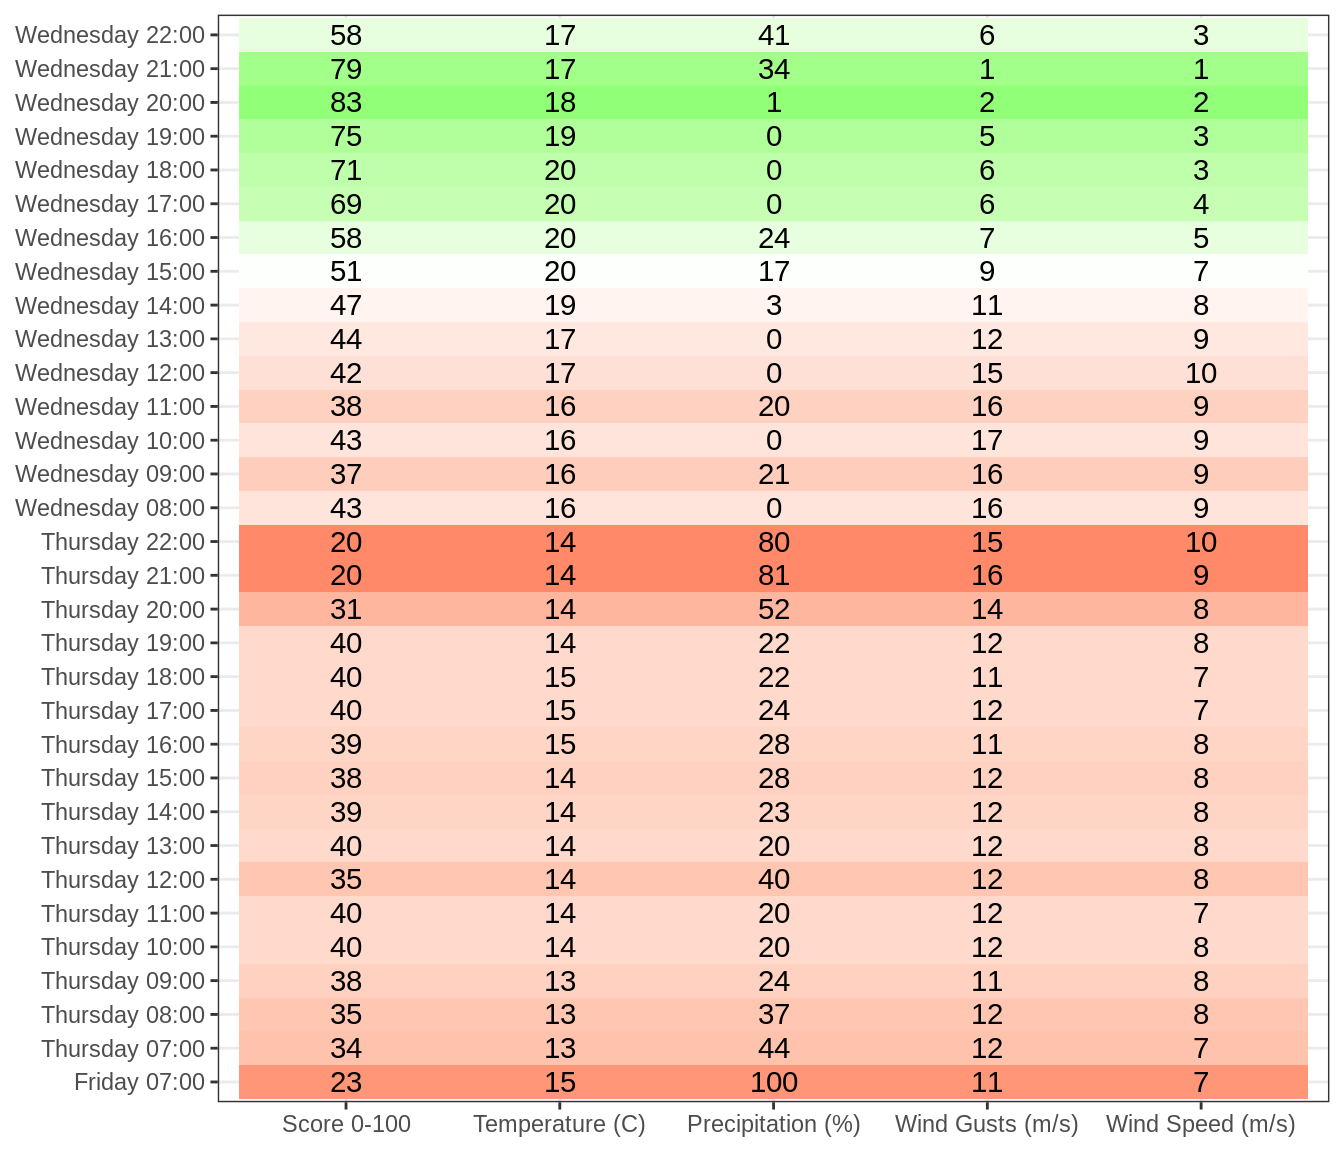 Wednesday 22:00 58 17 41 6 3
Wednesday 21:00 79 17 34 1 1
Wednesday 20:00 83 18 1 2 2
Wednesday 19:00 75 19 0 5 3
Wednesday 18:00 71 20 0 6 3
Wednesday 17:00 69 20 0 6 4
Wednesday 16:00 58 20 24 7 5
Wednesday 15:00 51 20 17 9 7
Wednesday 14:00 47 19 3 11 8
Wednesday 13:00 44 17 0 12 9
Wednesday 12:00 42 17 0 15 10
Wednesday 11:00 38 16 20 16 9
Wednesday 10:00 43 16 0 17 9
Wednesday 09:00 37 16 21 16 9
Wednesday 08:00 43 16 0 16 9
Thursday 22:00 20 14 80 15 10
Thursday 21:00 20 14 81 16 9
Thursday 20:00 31 14 52 14 8
Thursday 19:00 40 14 22 12 8
Thursday 18:00 40 15 22 11 7
Thursday 17:00 40 15 24 12 7
Thursday 16:00 39 15 28 11 8
Thursday 15:00 38 14 28 12 8
Thursday 14:00 39 14 23 12 8
Thursday 13:00 40 14 20 12 8
Thursday 12:00 35 14 40 12 8
Thursday 11:00 40 14 20 12 7
Thursday 10:00 40 14 20 12 8
Thursday 09:00 38 13 24 11 8
Thursday 08:00 35 13 37 12 8
Thursday 07:00 34 13 44 12 7
Friday 07:00 23 15 100 11 7
Score 0-100 Temperature (C) Precipitation (%) Wind Gusts (m/s) Wind Speed (m/s)